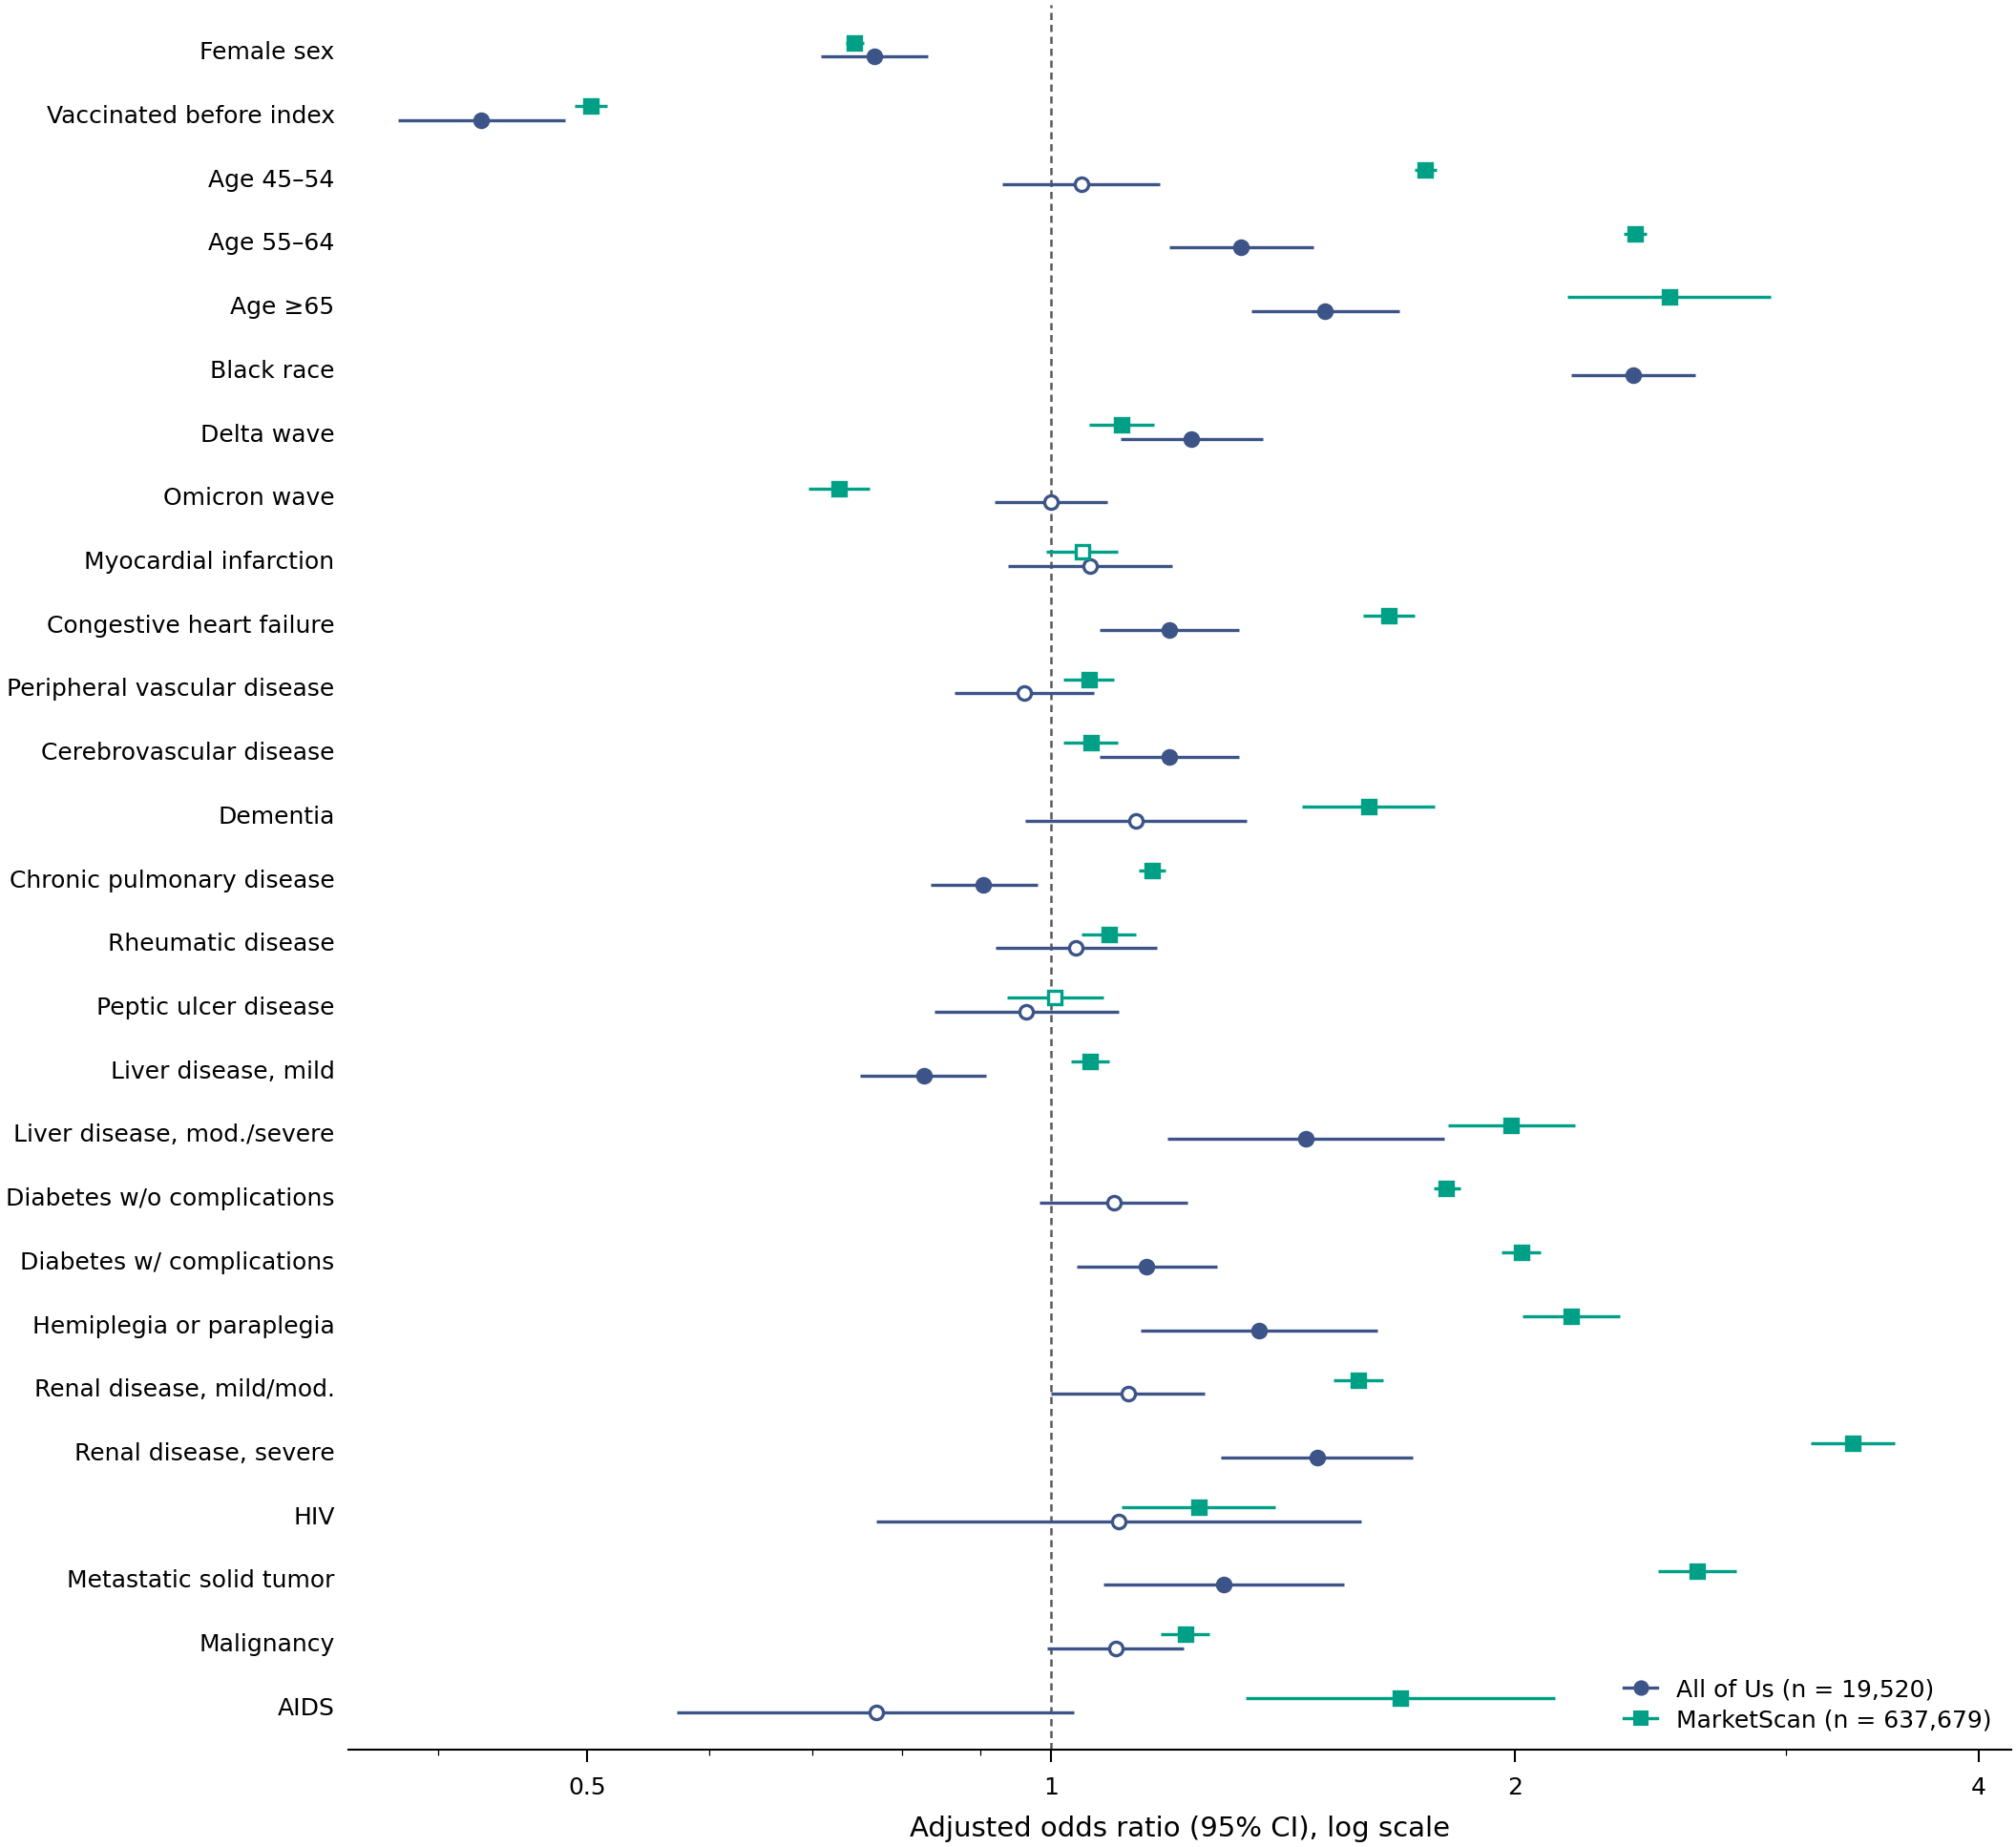 Female sex
Vaccinated before index
Age 45–54
Age 55–64
Age ≥65
Black race
Delta wave
Omicron wave
Myocardial infarction
Congestive heart failure
Peripheral vascular disease
Cerebrovascular disease
Dementia
Chronic pulmonary disease
Rheumatic disease
Peptic ulcer disease
Liver disease, mild
Liver disease, mod./severe
Diabetes w/o complications
Diabetes w/ complications
Hemiplegia or paraplegia
Renal disease, mild/mod.
Renal disease, severe
HIV
Metastatic solid tumor
Malignancy
AIDS
All of Us (n = 19,520)
MarketScan (n = 637,679)
0.5 1 2 4
Adjusted odds ratio (95% CI), log scale